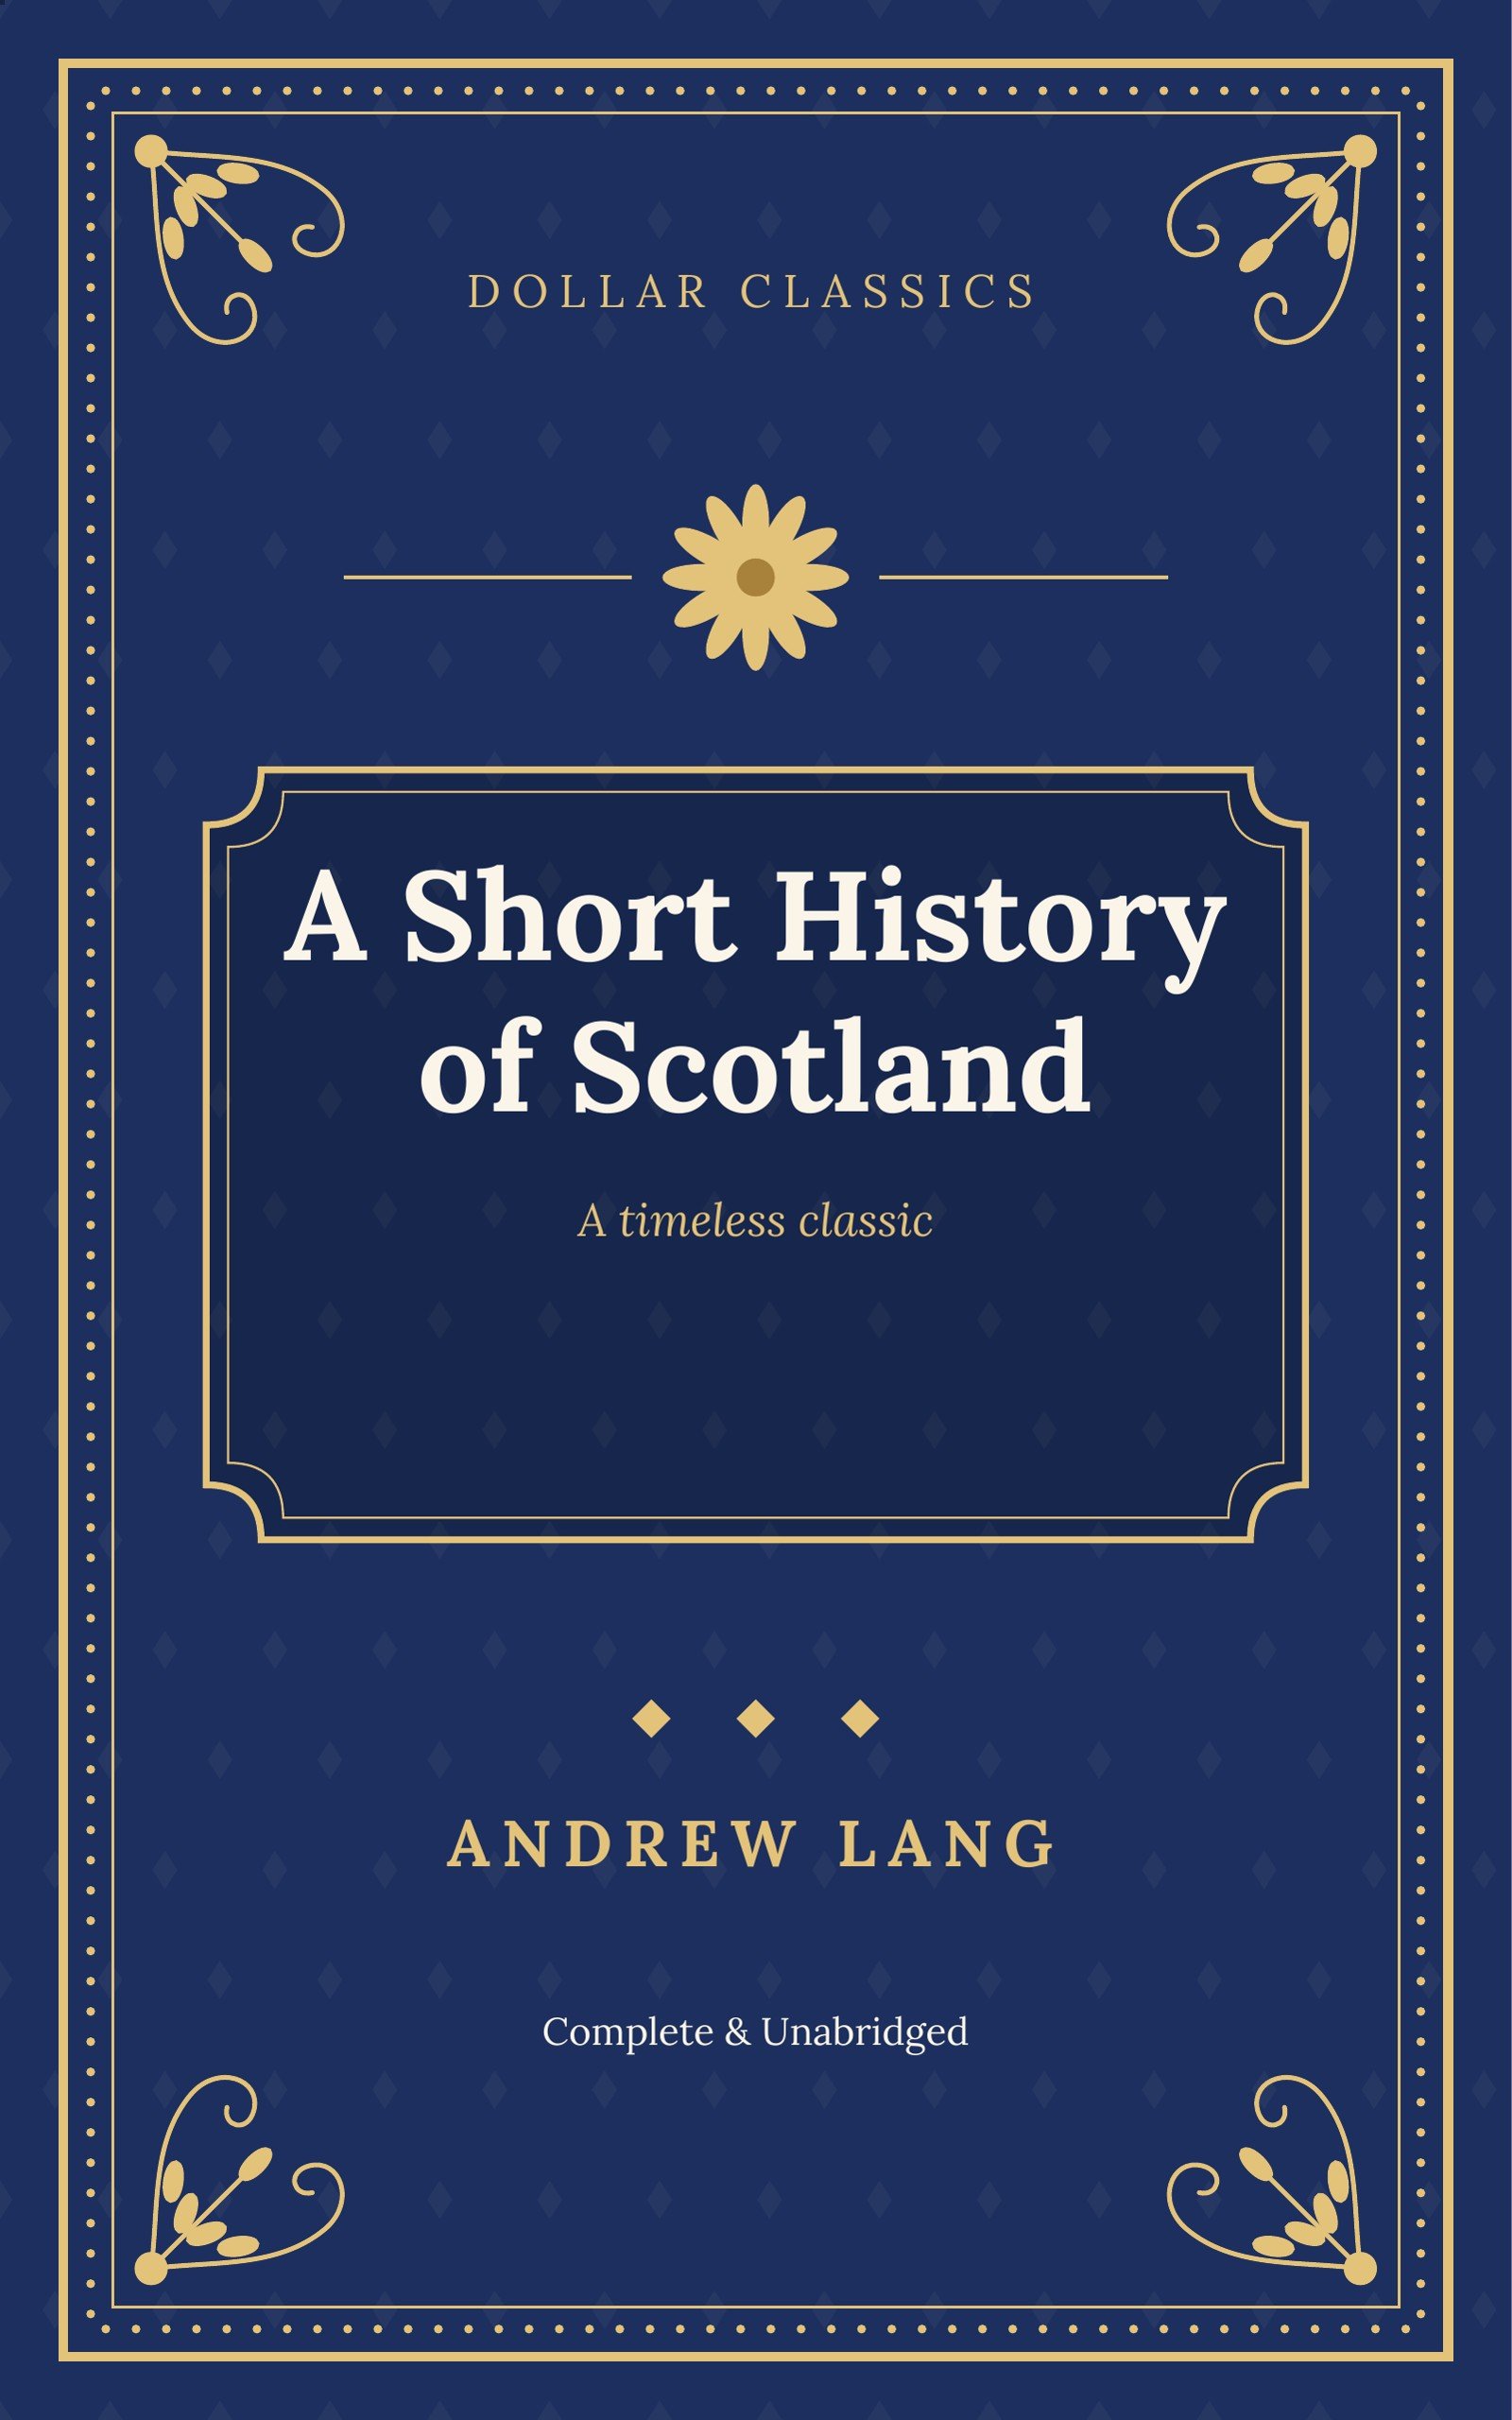 DOLLAR CLASSICS
A Short History
of Scotland
A timeless classic
ANDREW LANG
Complete & Unabridged